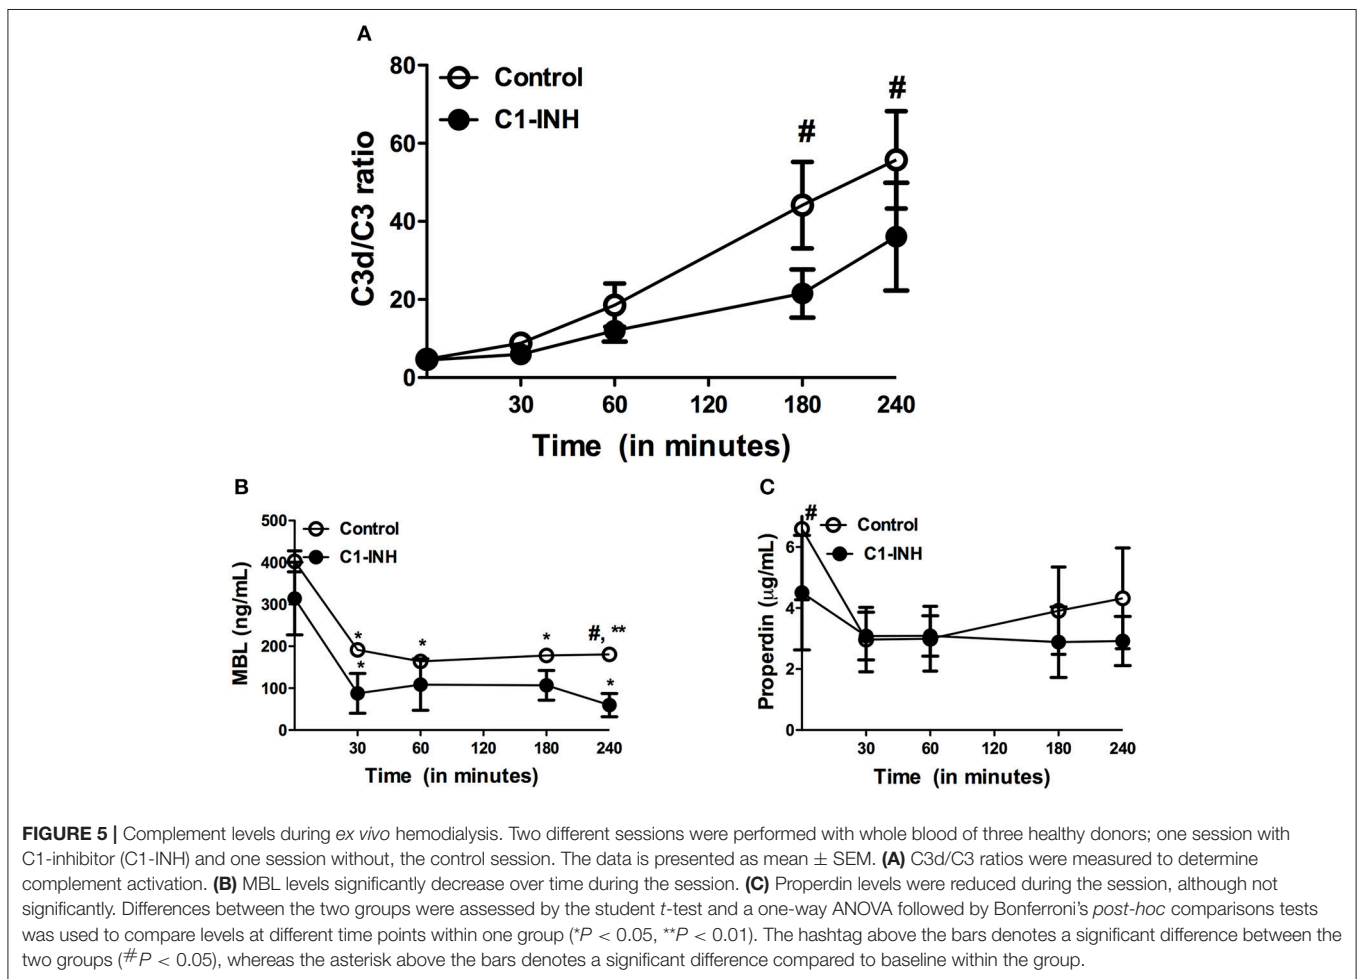 A
80
60
40
20
0
C3d/C3 ratio
Control
C1-INH
#
#
30 60 120 180 240
Time (in minutes)
B
500
400
300
200
100
0
MBL (ng/mL)
Control
C1-INH
* * * #, **
* *
30 60 120 180 240
Time (in minutes)
C
6
4
2
0
Properdin (µg/mL)
#
Control
C1-INH
30 60 120 180 240
Time (in minutes)
FIGURE 5 | Complement levels during ex vivo hemodialysis. Two different sessions were performed with whole blood of three healthy donors; one session with
C1-inhibitor (C1-INH) and one session without, the control session. The data is presented as mean ± SEM. (A) C3d/C3 ratios were measured to determine
complement activation. (B) MBL levels significantly decrease over time during the session. (C) Properdin levels were reduced during the session, although not
significantly. Differences between the two groups were assessed by the student t-test and a one-way ANOVA followed by Bonferroni's post-hoc comparisons tests
was used to compare levels at different time points within one group (*P < 0.05, **P < 0.01). The hashtag above the bars denotes a significant difference between the
two groups (#P < 0.05), whereas the asterisk above the bars denotes a significant difference compared to baseline within the group.